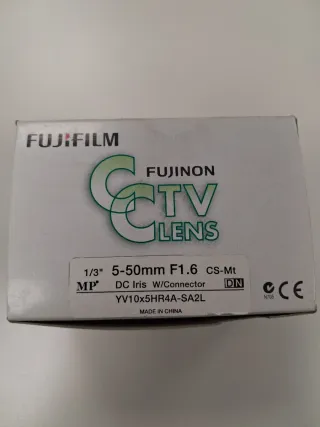 FUJIFILM
FUJINON
CCTV
LENS
1/3" 5-50mm F1.6 CS-Mt
MP DC Iris W/Connector DN
YV10x5HR4A-SA2L
MADE IN CHINA
CE